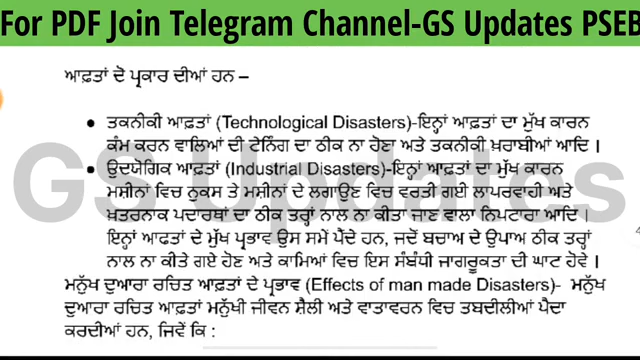 For PDF Join Telegram Channel-GS Updates PSEB
ਆਫ਼ਤਾਂ ਦੋ ਪ੍ਰਕਾਰ ਦੀਆਂ ਹਨ –
● ਤਕਨੀਕੀ ਆਫ਼ਤਾਂ (Technological Disasters)-ਇਨ੍ਹਾਂ ਆਫ਼ਤਾਂ ਦਾ ਮੁੱਖ ਕਾਰਨ
ਕੰਮ ਕਰਨ ਵਾਲਿਆਂ ਦੀ ਟੇਨਿੰਗ ਦਾ ਠੀਕ ਨਾ ਹੋਣਾ ਅਤੇ ਤਕਨੀਕੀ ਖ਼ਰਾਬੀਆਂ ਆਦਿ ।
● ਉਦਯੋਗਿਕ ਆਫ਼ਤਾਂ (Industrial Disasters)-ਇਨ੍ਹਾਂ ਆਫ਼ਤਾਂ ਦਾ ਮੁੱਖ ਕਾਰਨ
ਮਸ਼ੀਨਾਂ ਵਿਚ ਨੁਕਸ ਤੇ ਮਸ਼ੀਨਾਂ ਦੇ ਲਗਾਉਣ ਵਿਚ ਵਰਤੀ ਗਈ ਲਾਪਰਵਾਹੀ ਅਤੇ
ਖ਼ਤਰਨਾਕ ਪਦਾਰਥਾਂ ਦਾ ਠੀਕ ਤਰ੍ਹਾਂ ਨਾਲ ਨਾ ਕੀਤਾ ਜਾਣ ਵਾਲਾ ਨਿਪਟਾਰਾ ਆਦਿ ।
ਇਨ੍ਹਾਂ ਆਫਤਾਂ ਦੇ ਮੁੱਖ ਪ੍ਰਭਾਵ ਉਸ ਸਮੇਂ ਪੈਂਦੇ ਹਨ, ਜਦੋਂ ਬਚਾਅ ਦੇ ਉਪਾਅ ਠੀਕ ਤਰ੍ਹਾਂ
ਨਾਲ ਨਾ ਕੀਤੇ ਗਏ ਹੋਣ ਅਤੇ ਕਾਮਿਆਂ ਵਿਚ ਇਸ ਸੰਬੰਧੀ ਜਾਗਰੂਕਤਾ ਦੀ ਘਾਟ ਹੋਵੇ ।
ਮਨੁੱਖ ਦੁਆਰਾ ਰਚਿਤ ਆਫ਼ਤਾਂ ਦੇ ਪ੍ਰਭਾਵ (Effects of man made Disasters)- ਮਨੁੱਖ
ਦੁਆਰਾ ਰਚਿਤ ਆਫ਼ਤਾਂ ਮਨੁੱਖੀ ਜੀਵਨ ਸ਼ੈਲੀ ਅਤੇ ਵਾਤਾਵਰਨ ਵਿਚ ਤਬਦੀਲੀਆਂ ਪੈਦਾ
ਕਰਦੀਆਂ ਹਨ, ਜਿਵੇਂ ਕਿ :
GS Updates